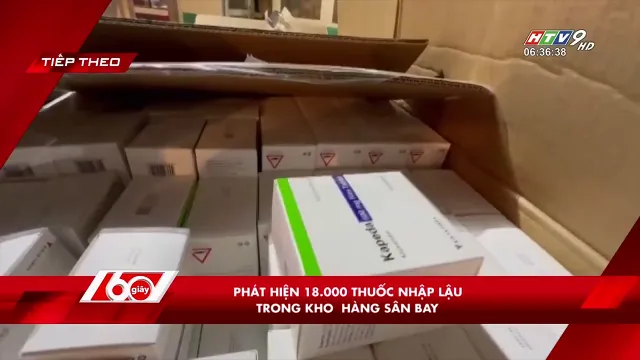 TIẾP THEO
HTV9 HD
06:36:38
Kapeda
60 giây
PHÁT HIỆN 18.000 THUỐC NHẬP LẬU
TRONG KHO HÀNG SÂN BAY